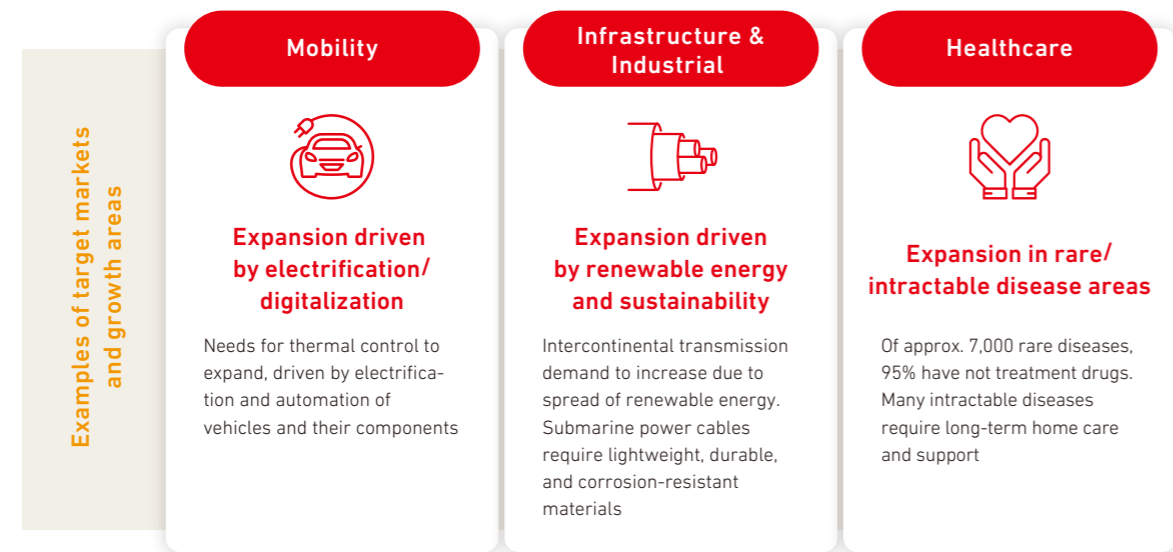 Examples of target markets
and growth areas
Mobility
Expansion driven
by electrification/
digitalization
Needs for thermal control to
expand, driven by electrifica-
tion and automation of
vehicles and their components
Infrastructure &
Industrial
Expansion driven
by renewable energy
and sustainability
Intercontinental transmission
demand to increase due to
spread of renewable energy.
Submarine power cables
require lightweight, durable,
and corrosion-resistant
materials
Healthcare
Expansion in rare/
intractable disease areas
Of approx. 7,000 rare diseases,
95% have not treatment drugs.
Many intractable diseases
require long-term home care
and support